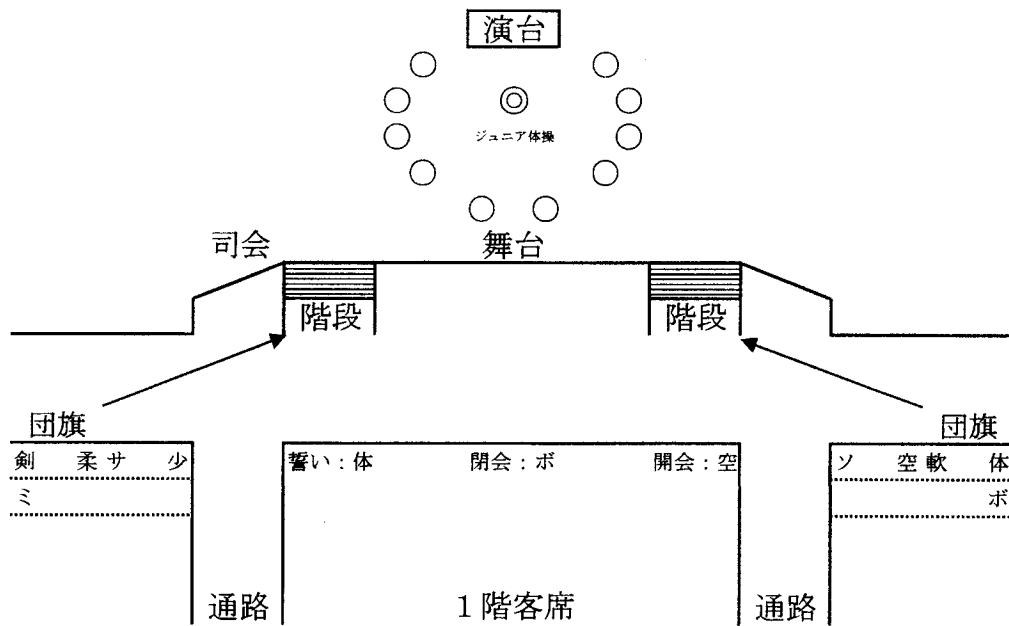 演台
ジュニア体操
司会 舞台
階段 階段
団旗 団旗
剣 柔 サ 少 誓い：体 閉会：ボ 開会：空 ソ 空 軟 体
ミ ボ
通路 1階客席 通路